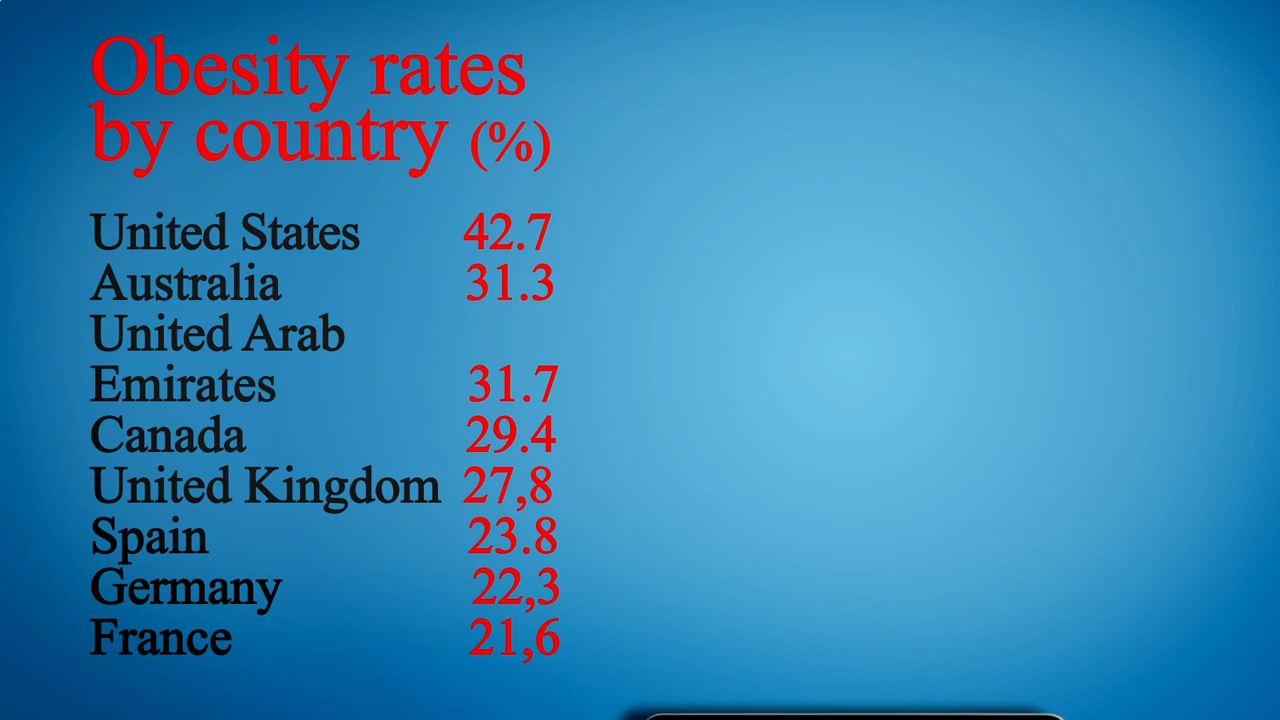 Obesity rates
by country (%)
United States 42.7
Australia 31.3
United Arab
Emirates 31.7
Canada 29.4
United Kingdom 27,8
Spain 23.8
Germany 22,3
France 21,6